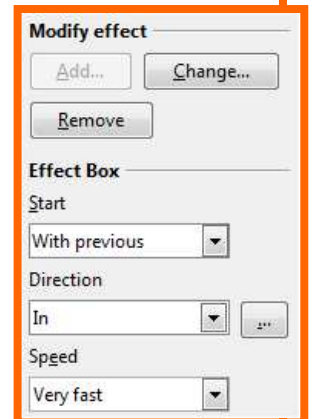 Modify effect
Add... Change...
Remove
Effect Box
Start
With previous
Direction
In ...
Speed
Very fast